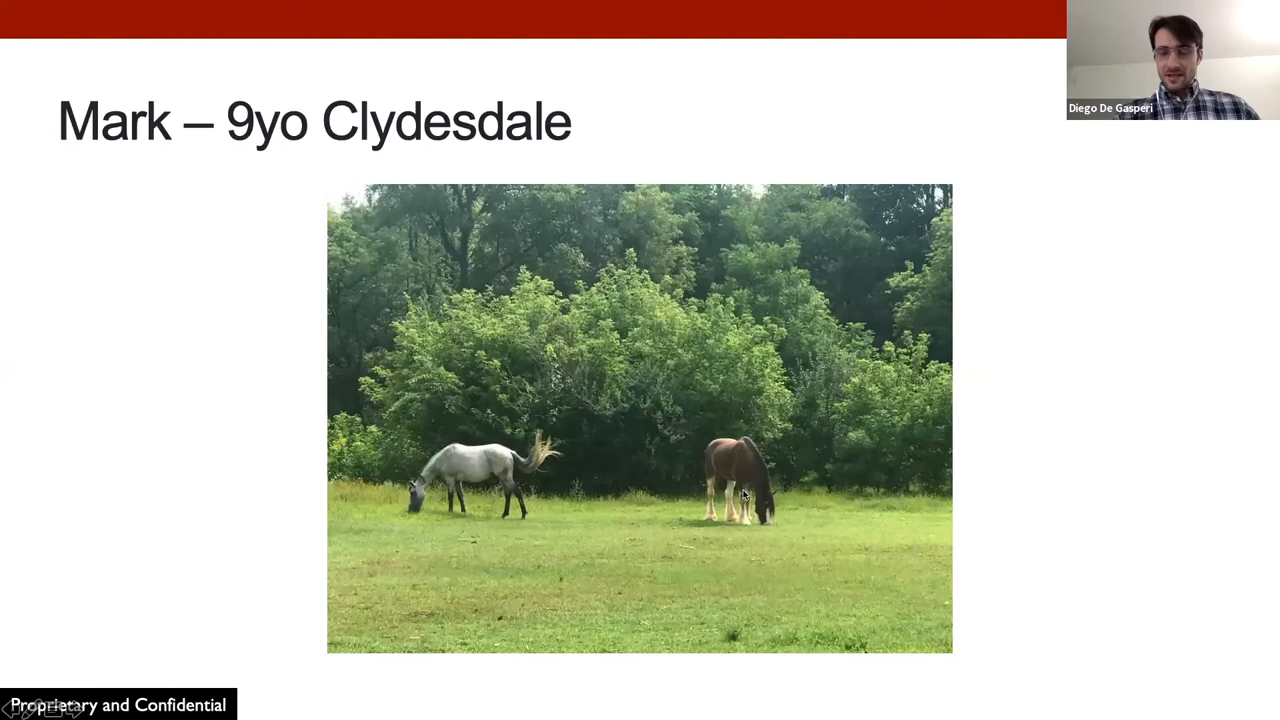 Mark – 9yo Clydesdale
Diego De Gasperi
Proprietary and Confidential